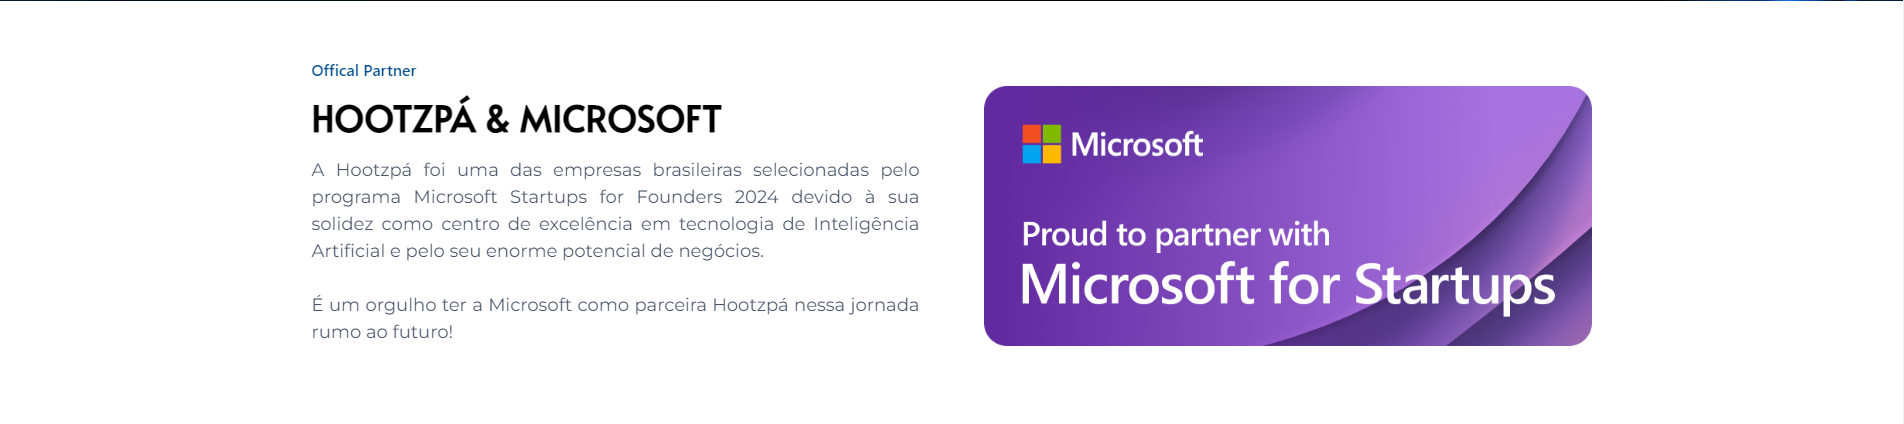 Offical Partner
HOOTZPÁ & MICROSOFT
A Hootzpá foi uma das empresas brasileiras selecionadas pelo
programa Microsoft Startups for Founders 2024 devido à sua
solidez como centro de excelência em tecnologia de Inteligência
Artificial e pelo seu enorme potencial de negócios.
É um orgulho ter a Microsoft como parceira Hootzpá nessa jornada
rumo ao futuro!
Microsoft
Proud to partner with
Microsoft for Startups